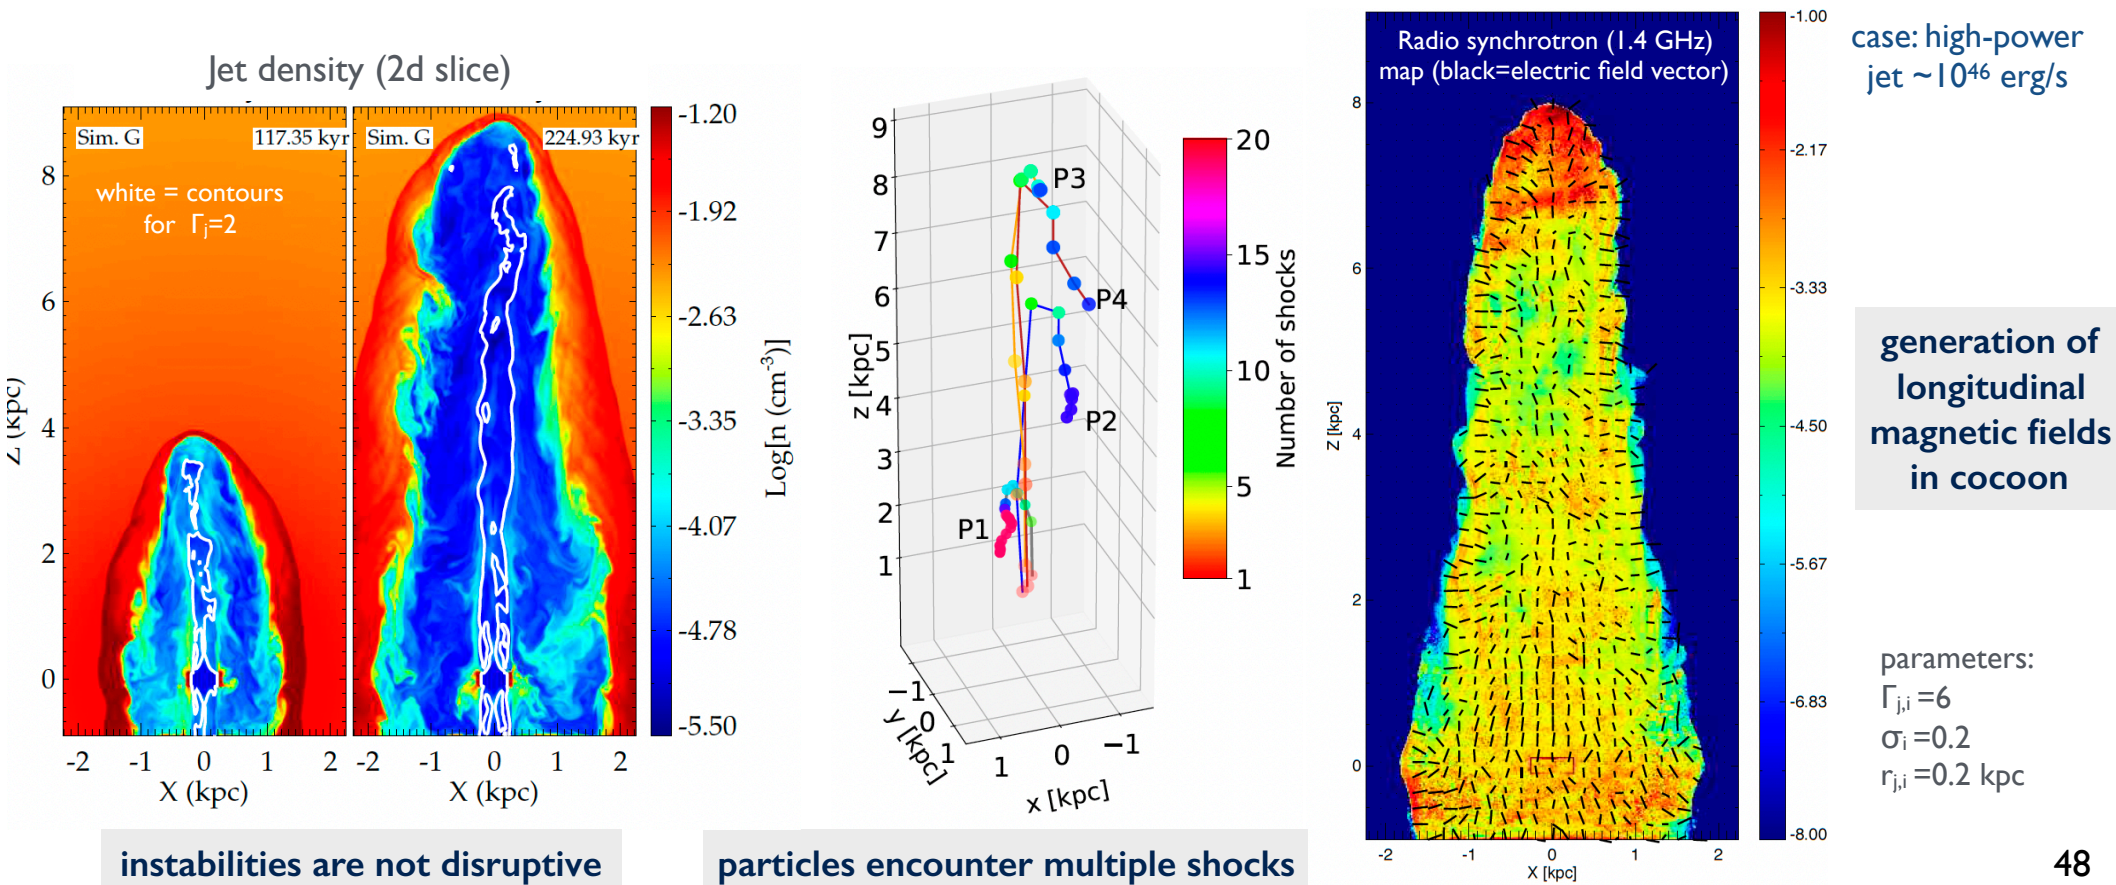 Jet density (2d slice)
Sim. G
117.35 kyr
Sim. G
224.93 kyr
white = contours
for Γj=2
8
6
4
2
0
Z (kpc)
-2 -1 0 1 2
X (kpc)
-2 -1 0 1 2
X (kpc)
-1.20
-1.92
-2.63
-3.35
-4.07
-4.78
-5.50
Log[n (cm⁻³)]
instabilities are not disruptive
9
8
7
6
5
4
3
2
1
z [kpc]
−1
0
1
y [kpc]
1
0
−1
x [kpc]
P3
P4
P2
P1
20
15
10
5
1
Number of shocks
particles encounter multiple shocks
Radio synchrotron (1.4 GHz)
map (black=electric field vector)
8
6
4
2
0
Z [kpc]
-2 -1 0 1 2
X [kpc]
-1.00
-2.17
-3.33
-4.50
-5.67
-6.83
-8.00
case: high-power
jet ~10⁴⁶ erg/s
generation of
longitudinal
magnetic fields
in cocoon
parameters:
Γj,i =6
σi =0.2
rj,i =0.2 kpc
48